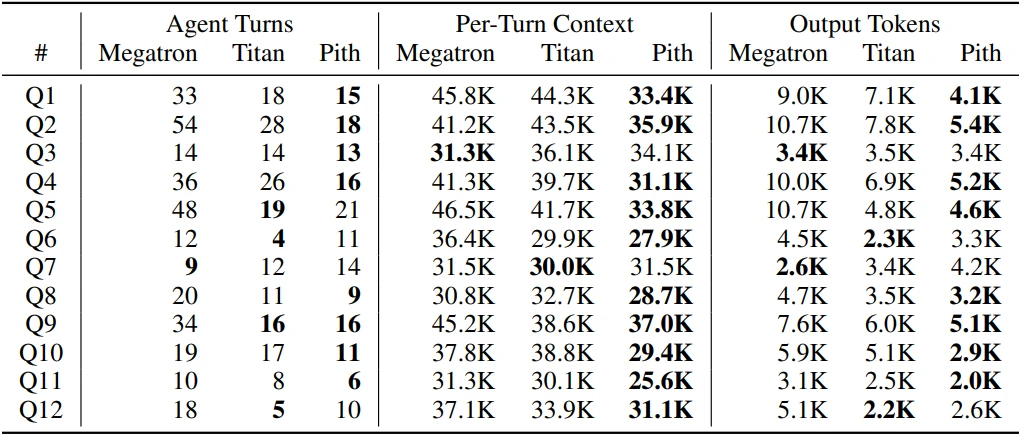 Agent Turns Per-Turn Context Output Tokens
# Megatron Titan Pith Megatron Titan Pith Megatron Titan Pith
Q1 33 18 15 45.8K 44.3K 33.4K 9.0K 7.1K 4.1K
Q2 54 28 18 41.2K 43.5K 35.9K 10.7K 7.8K 5.4K
Q3 14 14 13 31.3K 36.1K 34.1K 3.4K 3.5K 3.4K
Q4 36 26 16 41.3K 39.7K 31.1K 10.0K 6.9K 5.2K
Q5 48 19 21 46.5K 41.7K 33.8K 10.7K 4.8K 4.6K
Q6 12 4 11 36.4K 29.9K 27.9K 4.5K 2.3K 3.3K
Q7 9 12 14 31.5K 30.0K 31.5K 2.6K 3.4K 4.2K
Q8 20 11 9 30.8K 32.7K 28.7K 4.7K 3.5K 3.2K
Q9 34 16 16 45.2K 38.6K 37.0K 7.6K 6.0K 5.1K
Q10 19 17 11 37.8K 38.8K 29.4K 5.9K 5.1K 2.9K
Q11 10 8 6 31.3K 30.1K 25.6K 3.1K 2.5K 2.0K
Q12 18 5 10 37.1K 33.9K 31.1K 5.1K 2.2K 2.6K